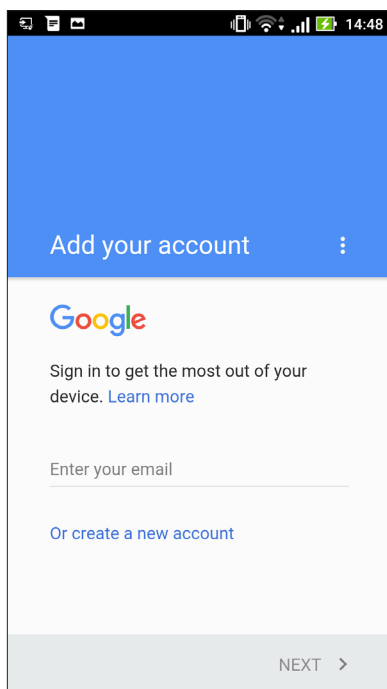 14:48
Add your account
Google
Sign in to get the most out of your
device. Learn more
Enter your email
Or create a new account
NEXT